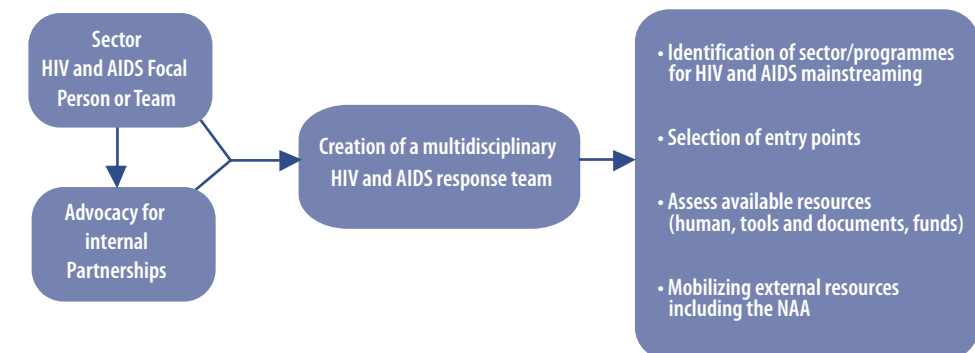 Sector
HIV and AIDS Focal
Person or Team
Advocacy for
internal
Partnerships
Creation of a multidisciplinary
HIV and AIDS response team
• Identification of sector/programmes
for HIV and AIDS mainstreaming
• Selection of entry points
• Assess available resources
(human, tools and documents, funds)
• Mobilizing external resources
including the NAA